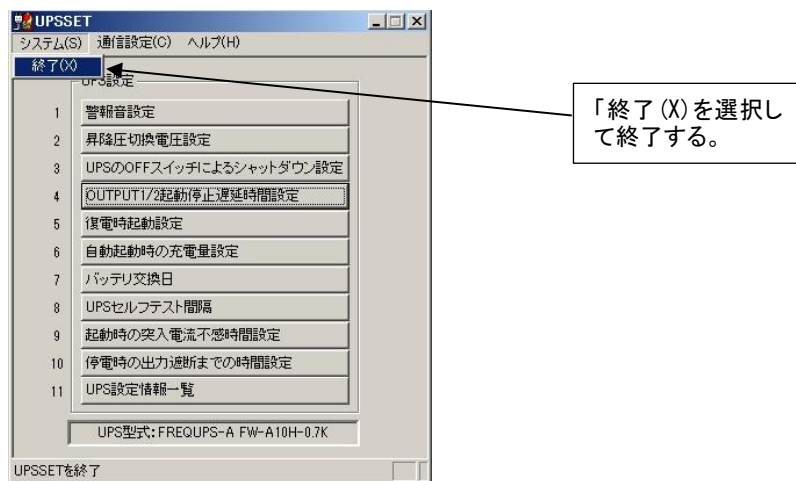 UPSSET
システム(S) 通信設定(C) ヘルプ(H)
終了(X)
UPS設定
1 警報音設定
2 昇降圧切換電圧設定
3 UPSのOFFスイッチによるシャットダウン設定
4 OUTPUT1/2起動停止遅延時間設定
5 復電時起動設定
6 自動起動時の充電量設定
7 バッテリ交換日
8 UPSセルフテスト間隔
9 起動時の突入電流不感時間設定
10 停電時の出力遮断までの時間設定
11 UPS設定情報一覧
UPS型式:FREQUPS-A FW-A10H-0.7K
UPSSETを終了
「終了(X)を選択し
て終了する。